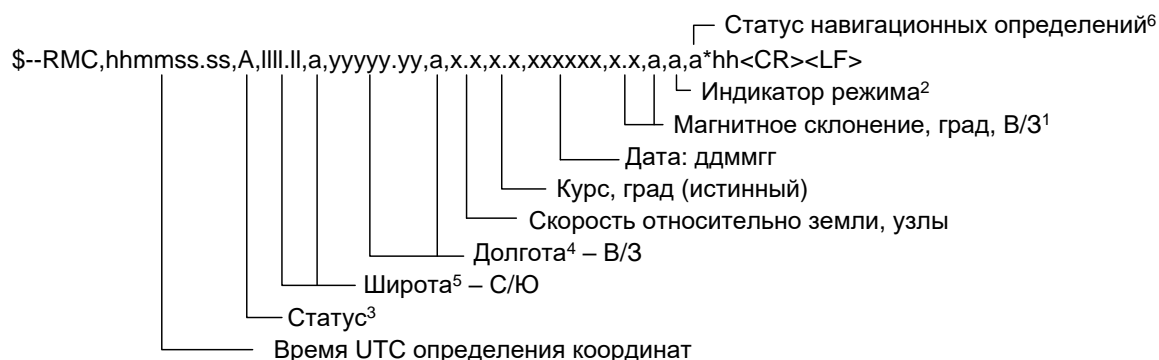 Статус навигационных определений⁶
$--RMC,hhmmss.ss,A,llll.ll,a,yyyyy.yy,a,x.x,x.x,xxxxxx,x.x,a,a,a*hh<CR><LF>
Индикатор режима²
Магнитное склонение, град, В/З¹
Дата: ддммгг
Курс, град (истинный)
Скорость относительно земли, узлы
Долгота⁴ – В/З
Широта⁵ – С/Ю
Статус³
Время UTC определения координат